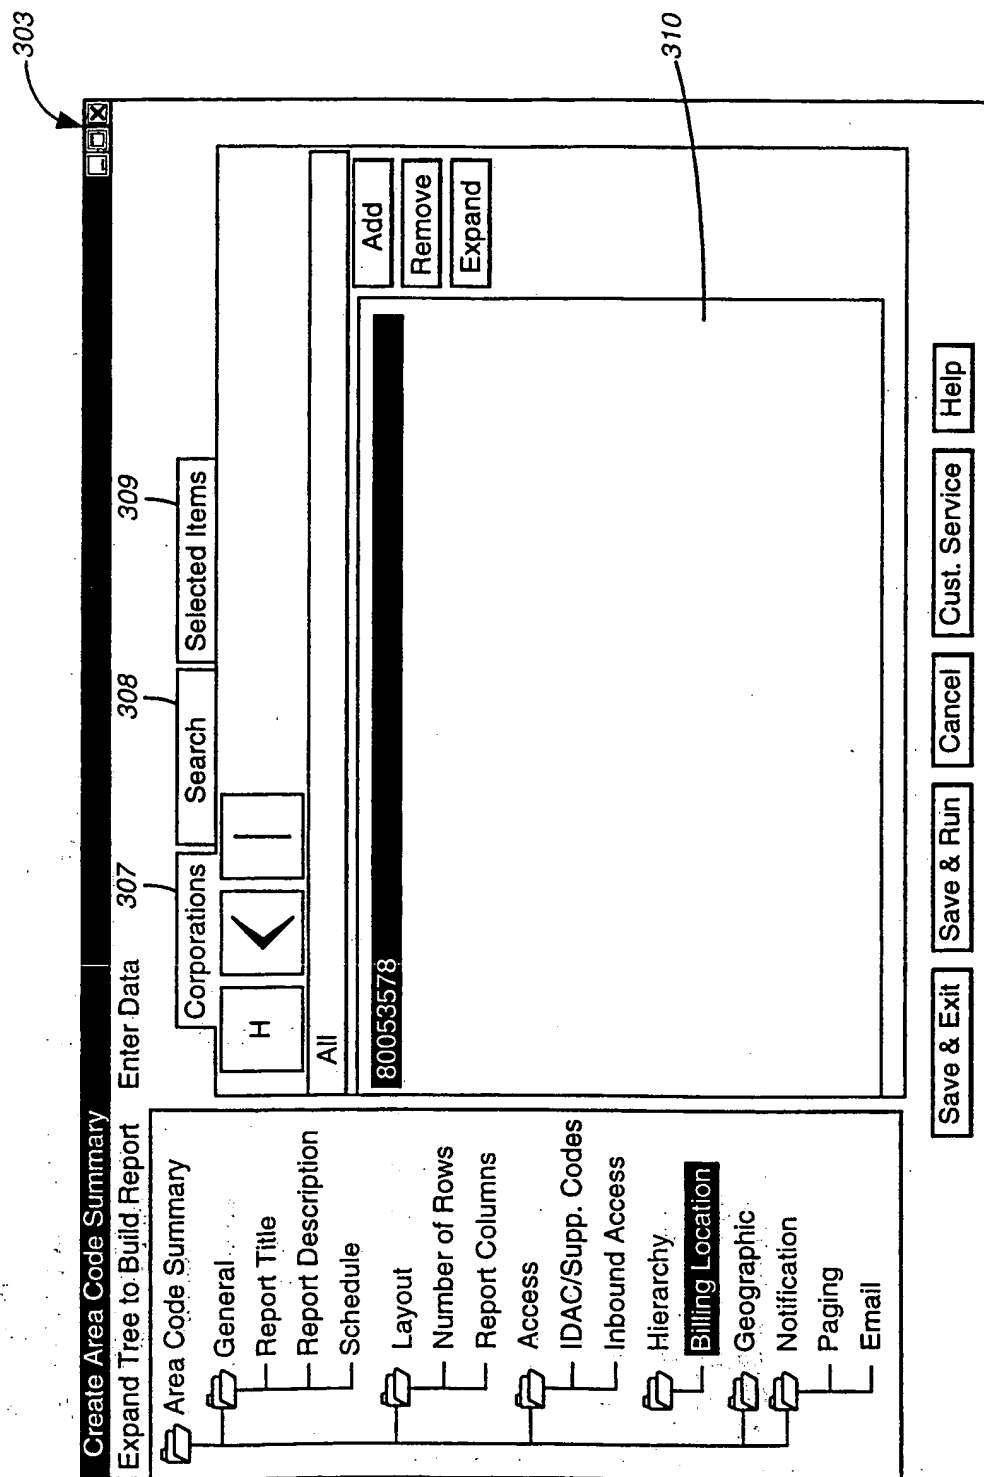 303
Create Area Code Summary
Expand Tree to Build Report
Enter Data
307
308
309
Area Code Summary
General
Report Title
Report Description
Schedule
Layout
Number of Rows
Report Columns
Access
IDAC/Supp. Codes
Inbound Access
Hierarchy
Billing Location
Geographic
Notification
Paging
Email
Corporations
Search
Selected Items
H
All
80053578
Add
Remove
Expand
310
Save & Exit
Save & Run
Cancel
Cust. Service
Help